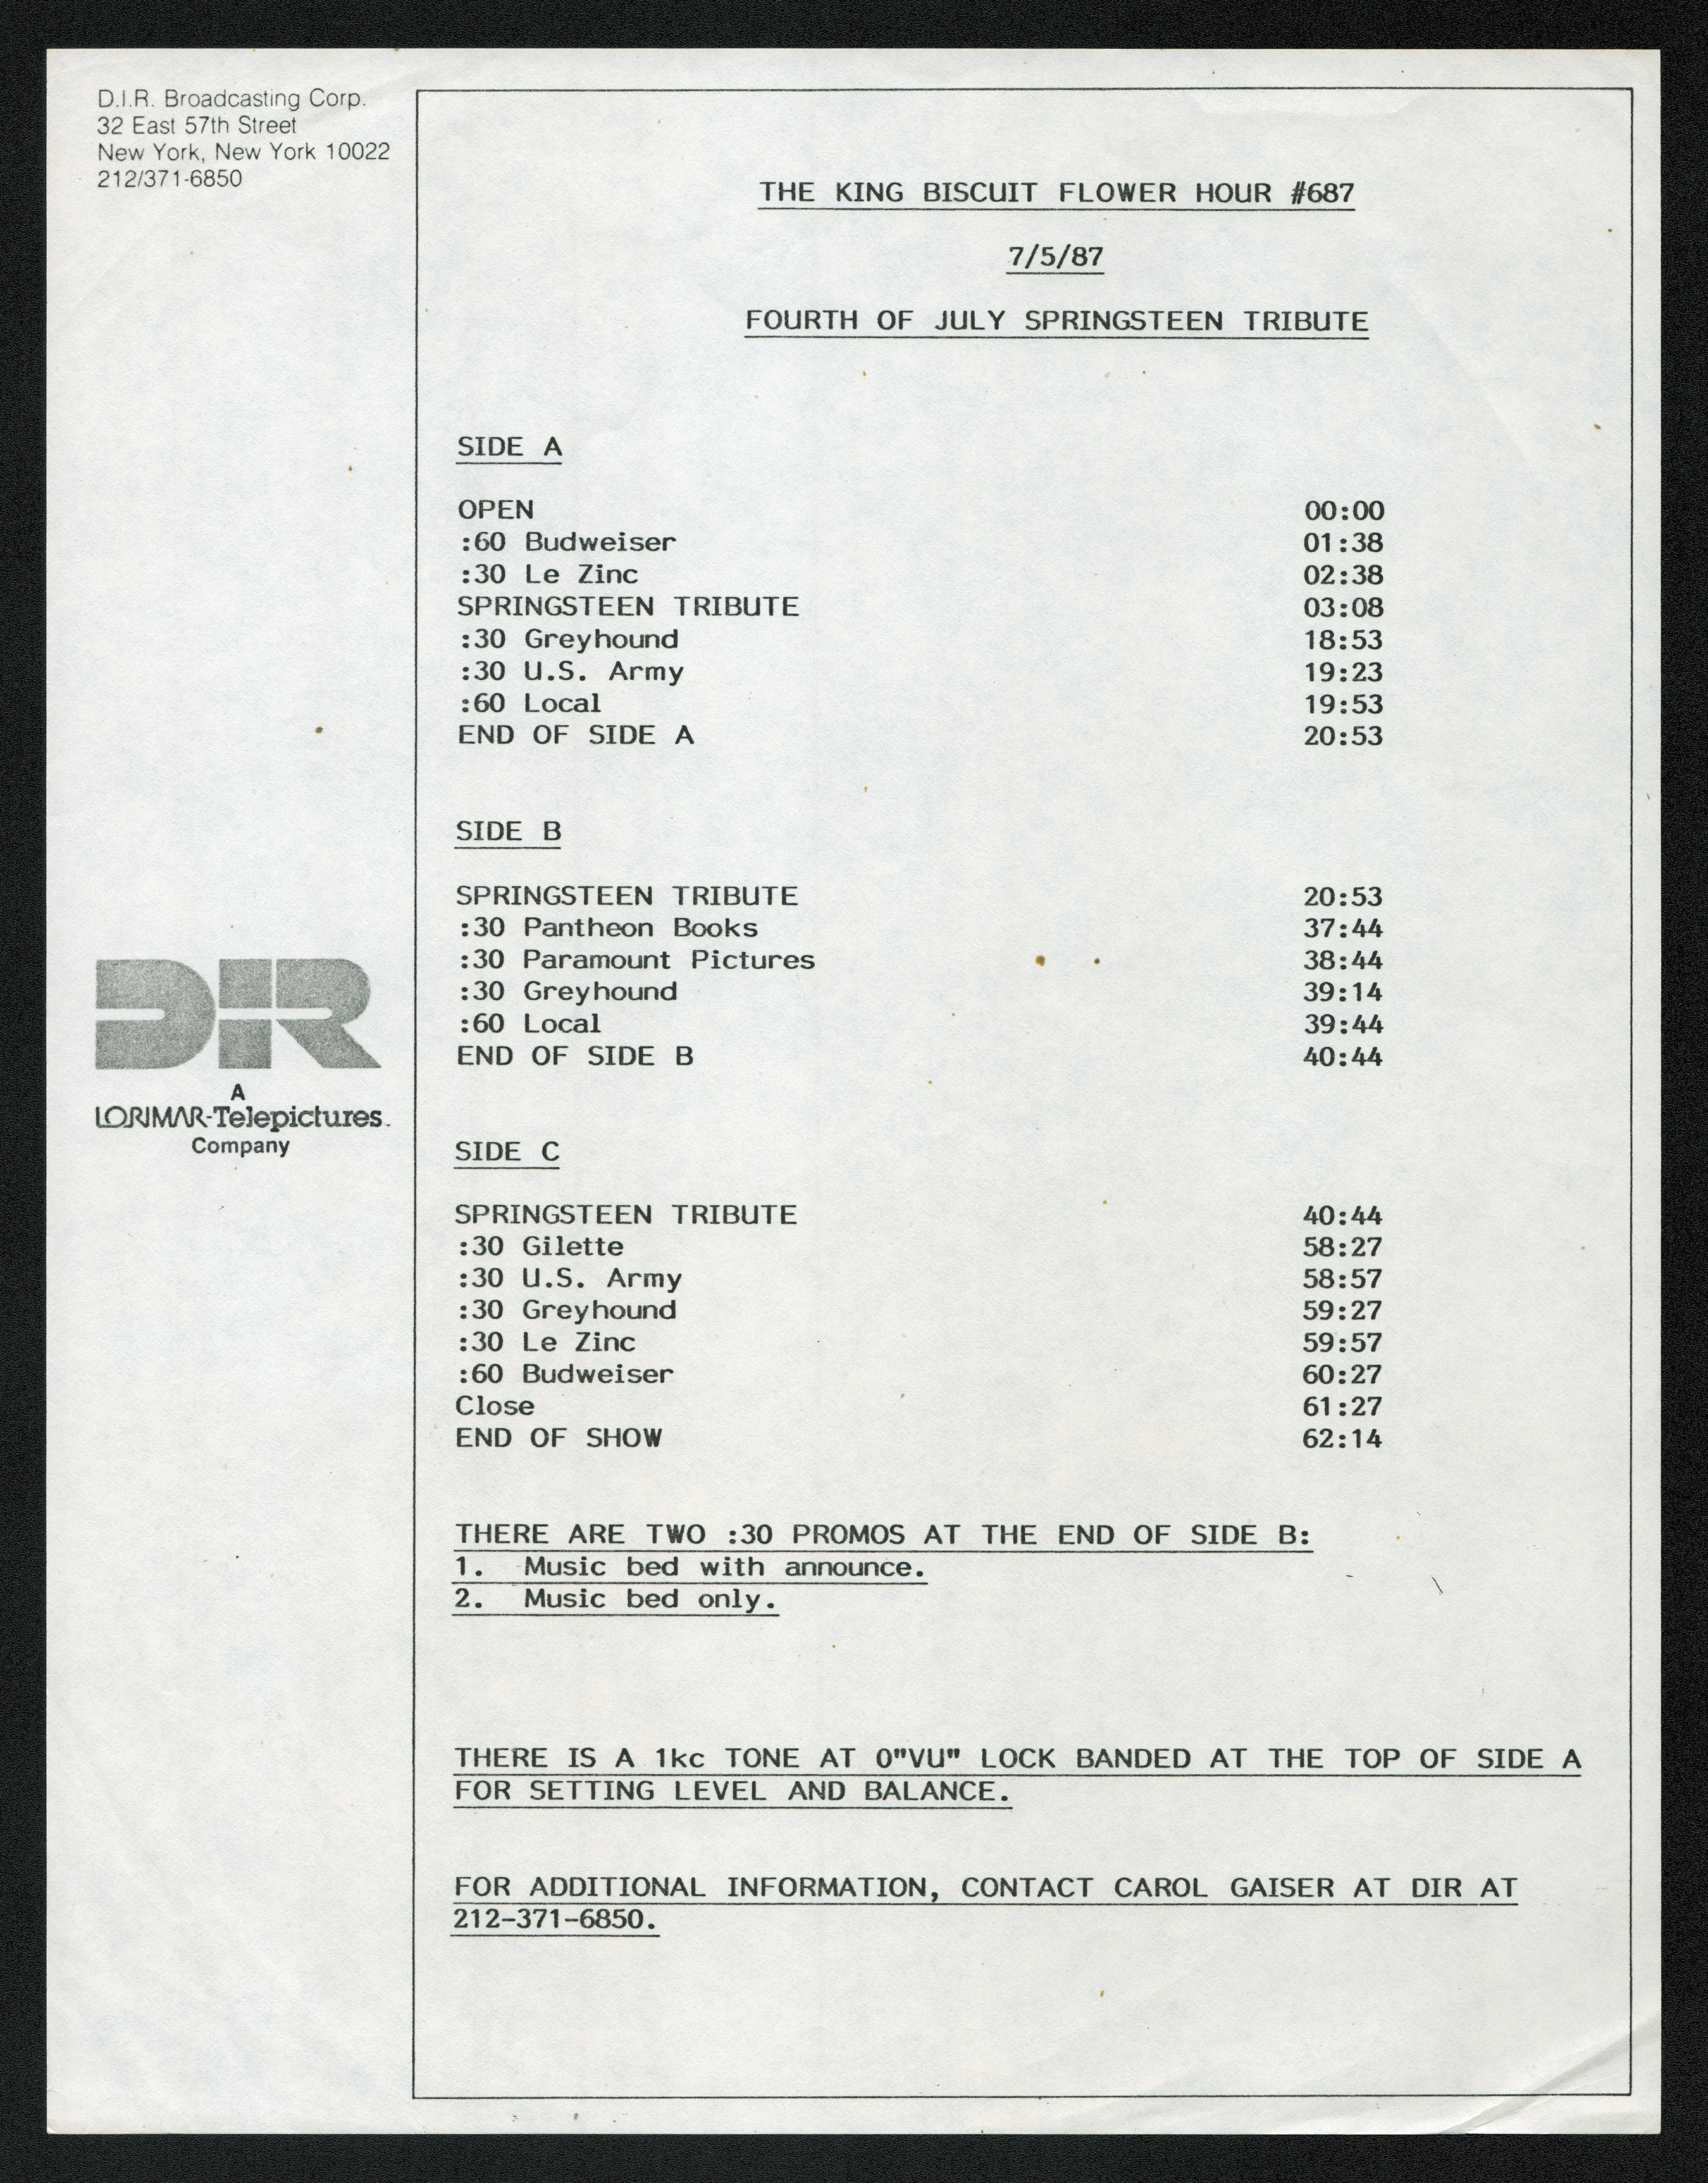 D.I.R. Broadcasting Corp.
32 East 57th Street
New York, New York 10022
212/371-6850
THE KING BISCUIT FLOWER HOUR #687
7/5/87
FOURTH OF JULY SPRINGSTEEN TRIBUTE
SIDE A
OPEN 00:00
:60 Budweiser 01:38
:30 Le Zinc 02:38
SPRINGSTEEN TRIBUTE 03:08
:30 Greyhound 18:53
:30 U.S. Army 19:23
:60 Local 19:53
END OF SIDE A 20:53
SIDE B
SPRINGSTEEN TRIBUTE 20:53
:30 Pantheon Books 37:44
:30 Paramount Pictures 38:44
:30 Greyhound 39:14
:60 Local 39:44
END OF SIDE B 40:44
DIR
A
LORIMAR-Telepictures.
Company
SIDE C
SPRINGSTEEN TRIBUTE 40:44
:30 Gilette 58:27
:30 U.S. Army 58:57
:30 Greyhound 59:27
:30 Le Zinc 59:57
:60 Budweiser 60:27
Close 61:27
END OF SHOW 62:14
THERE ARE TWO :30 PROMOS AT THE END OF SIDE B:
1. Music bed with announce.
2. Music bed only.
THERE IS A 1kc TONE AT 0"VU" LOCK BANDED AT THE TOP OF SIDE A
FOR SETTING LEVEL AND BALANCE.
FOR ADDITIONAL INFORMATION, CONTACT CAROL GAISER AT DIR AT
212-371-6850.